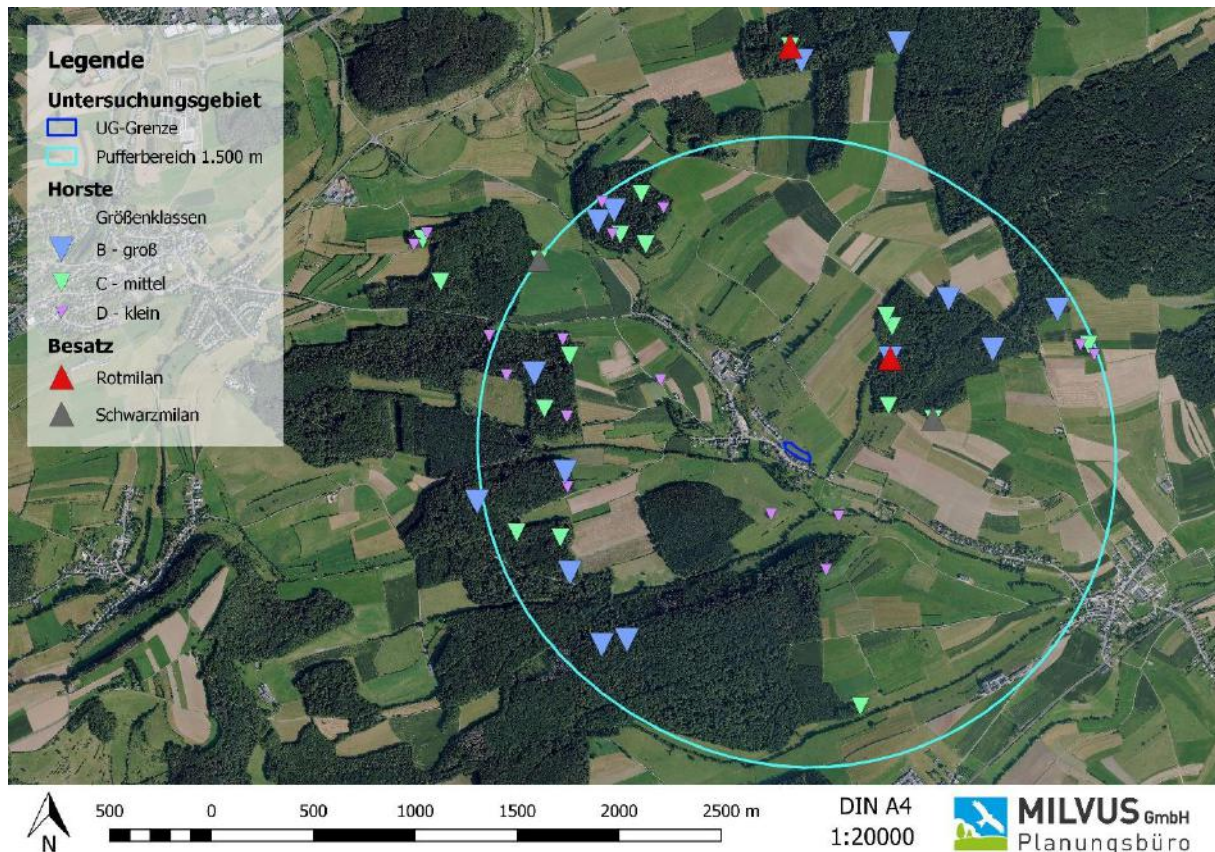 Legende
Untersuchungsgebiet
UG-Grenze
Pufferbereich 1.500 m
Horste
Größenklassen
B - groß
C - mittel
D - klein
Besatz
Rotmilan
Schwarzmilan
N
500 0 500 1000 1500 2000 2500 m
DIN A4
1:20000
MILVUS GmbH
Planungsbüro